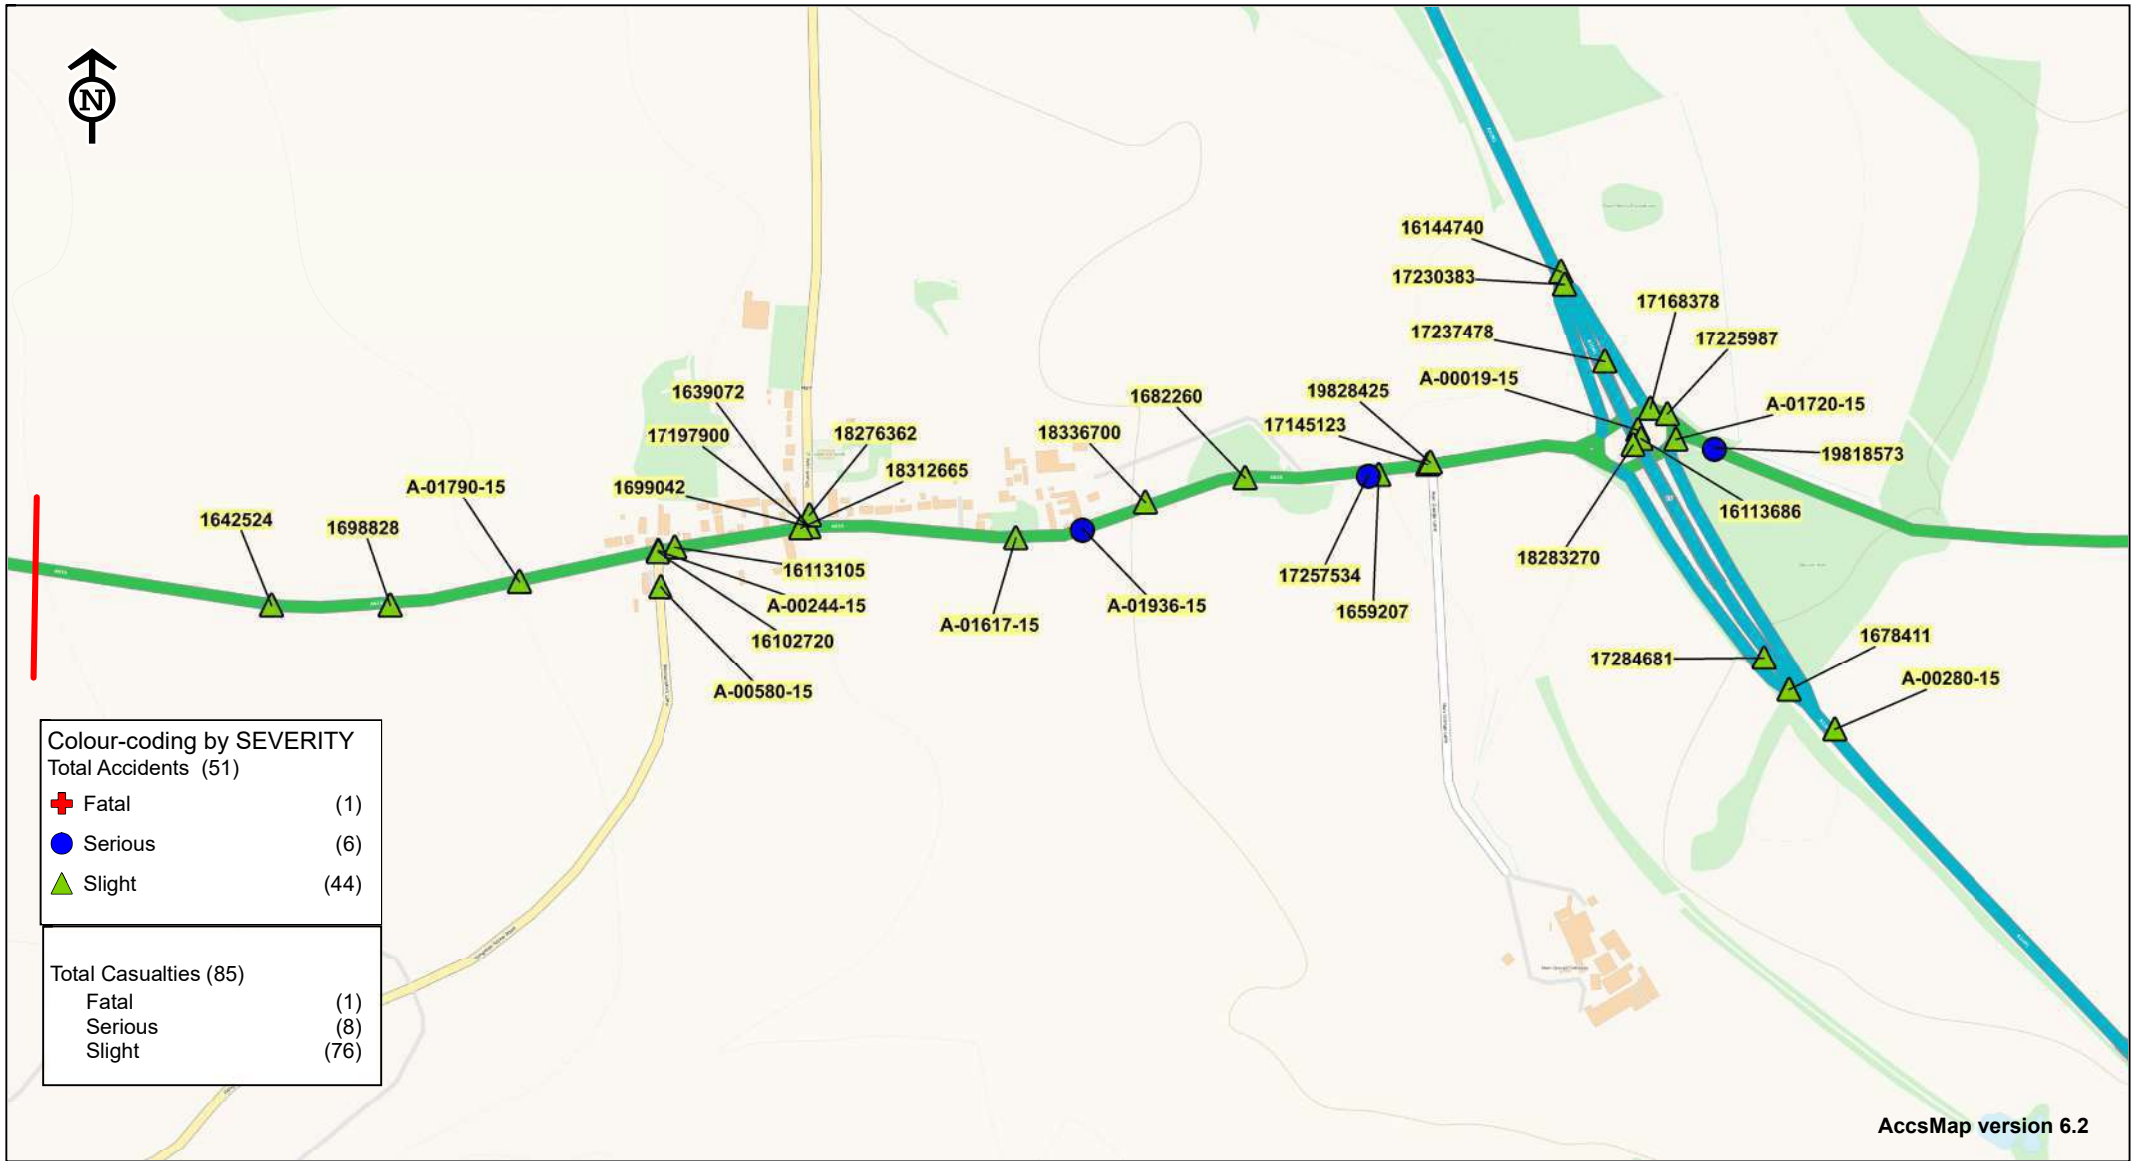 N
16144740
17230383
17168378
17237478
17225987
A-00019-15
1639072
19828425
1682260
A-01720-15
17145123
17197900
18276362
18336700
19818573
18312665
1699042
A-01790-15
1642524
1698828
16113686
18283270
16113105
17257534
A-00244-15
A-01936-15
1659207
A-01617-15
16102720
1678411
17284681
A-00280-15
A-00580-15
Colour-coding by SEVERITY
Total Accidents (51)
Fatal (1)
Serious (6)
Slight (44)
Total Casualties (85)
Fatal (1)
Serious (8)
Slight (76)
AccsMap version 6.2